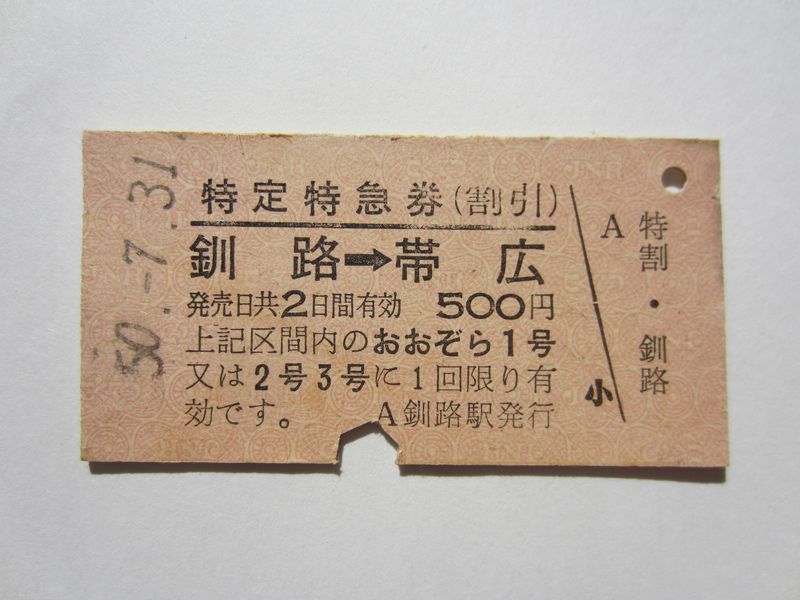 50.-7.31.
特定特急券(割引)
釧路➡帯広
発売日共2日間有効 500円
上記区間内のおおぞら1号
又は2号3号に1回限り有
効です。 A釧路駅発行
小
A
特割・釧路